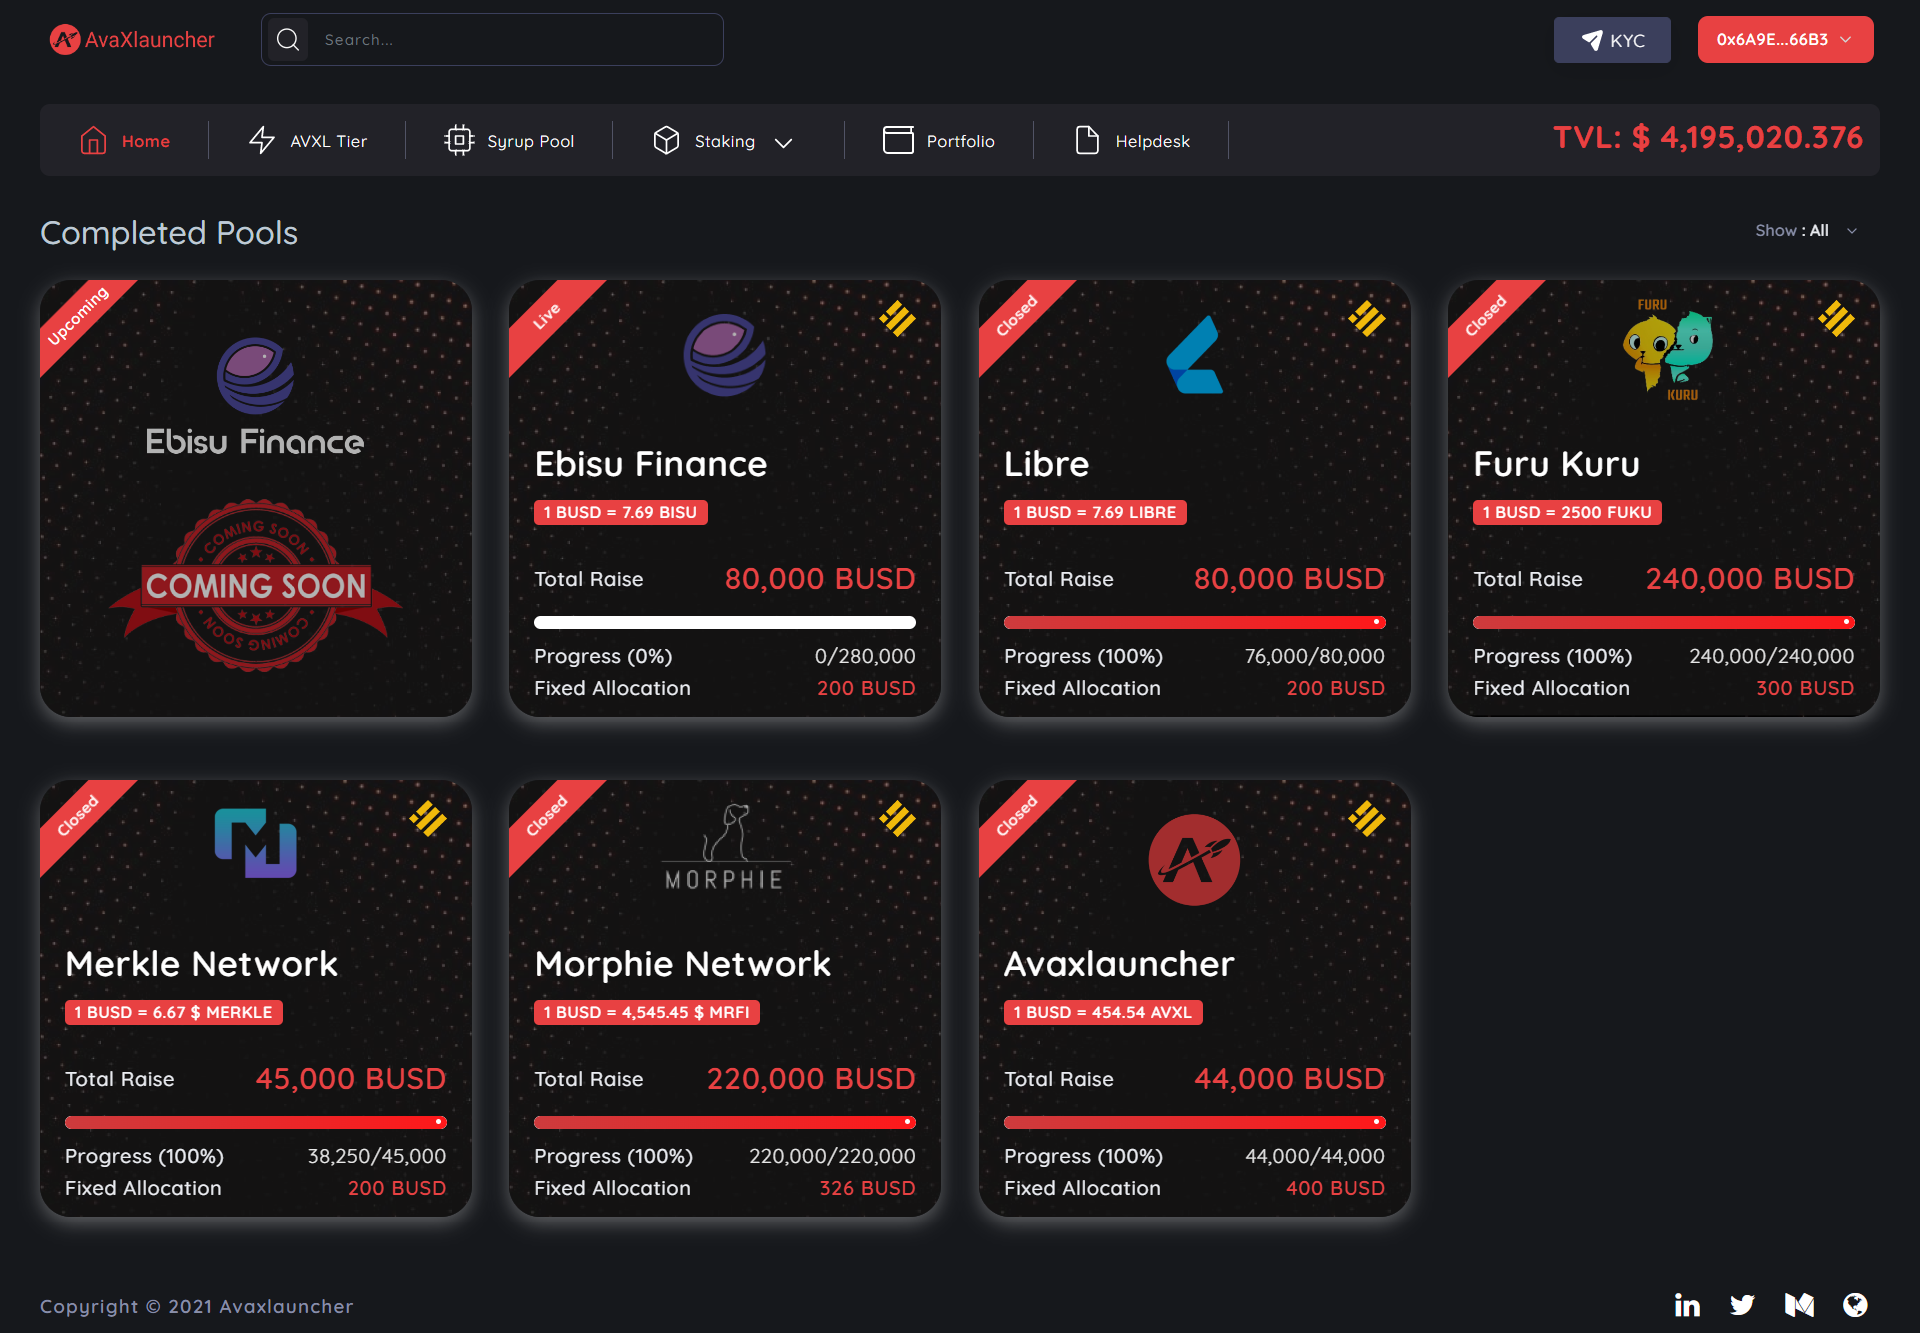 AvaXlauncher
Search...
KYC
0x6A9E...66B3
Home
AVXL Tier
Syrup Pool
Staking
Portfolio
Helpdesk
TVL: $ 4,195,020.376
Completed Pools
Show : All
Upcoming
Ebisu Finance
COMING SOON
COMING SOON
COMING SOON
Live
Ebisu Finance
1 BUSD = 7.69 BISU
Total Raise 80,000 BUSD
Progress (0%) 0/280,000
Fixed Allocation 200 BUSD
Closed
Libre
1 BUSD = 7.69 LIBRE
Total Raise 80,000 BUSD
Progress (100%) 76,000/80,000
Fixed Allocation 200 BUSD
Closed
FURU
KURU
Furu Kuru
1 BUSD = 2500 FUKU
Total Raise 240,000 BUSD
Progress (100%) 240,000/240,000
Fixed Allocation 300 BUSD
Closed
Merkle Network
1 BUSD = 6.67 $ MERKLE
Total Raise 45,000 BUSD
Progress (100%) 38,250/45,000
Fixed Allocation 200 BUSD
Closed
MORPHIE
Morphie Network
1 BUSD = 4,545.45 $ MRFI
Total Raise 220,000 BUSD
Progress (100%) 220,000/220,000
Fixed Allocation 326 BUSD
Closed
Avaxlauncher
1 BUSD = 454.54 AVXL
Total Raise 44,000 BUSD
Progress (100%) 44,000/44,000
Fixed Allocation 400 BUSD
Copyright © 2021 Avaxlauncher